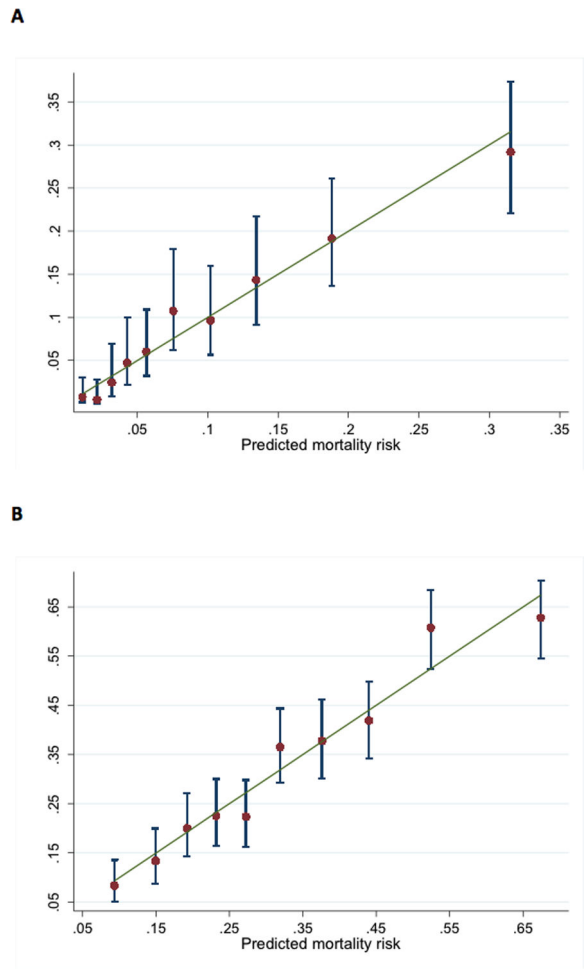 A
.35
.3
.25
.2
.15
.1
.05
.05 .1 .15 .2 .25 .3 .35
Predicted mortality risk
B
.65
.55
.45
.35
.25
.15
.05
.05 .15 .25 .35 .45 .55 .65
Predicted mortality risk